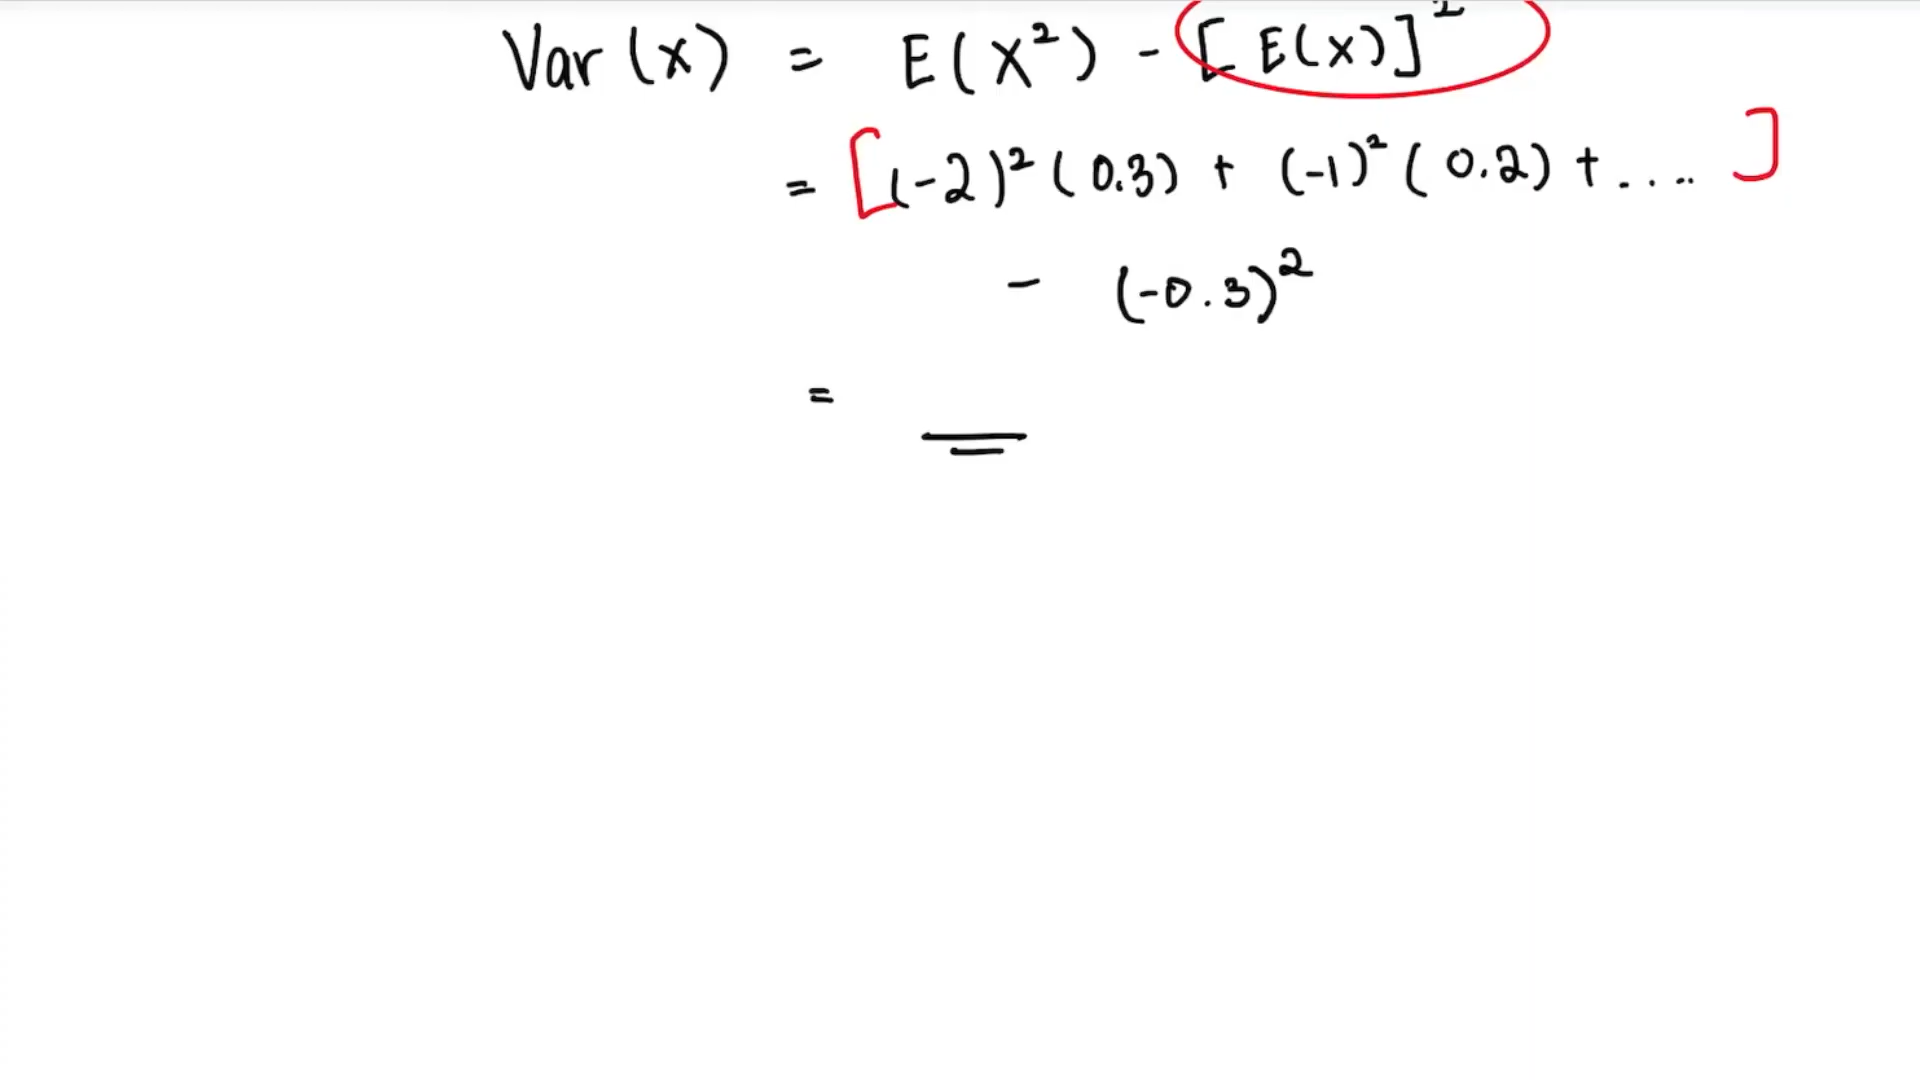 Var (x) = E(X²) - [E(x)]²
= [(-2)² (0.3) + (-1)² (0.2) + ..... ]
- (-0.3)²
=